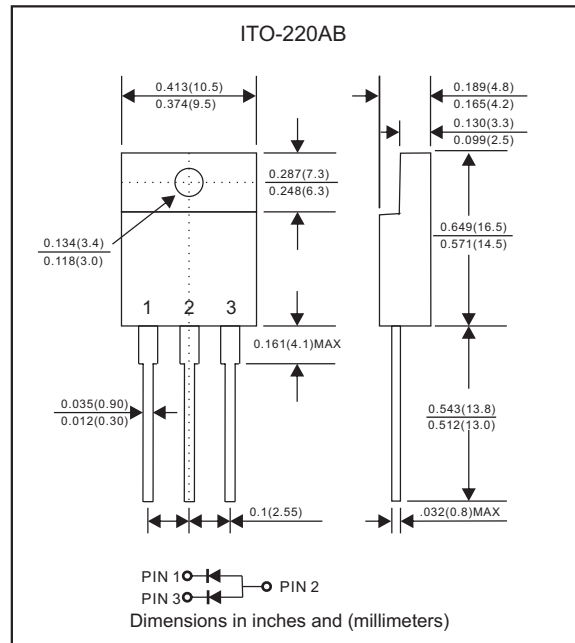 ITO-220AB
0.413(10.5)
0.374(9.5)
0.189(4.8)
0.165(4.2)
0.130(3.3)
0.099(2.5)
0.287(7.3)
0.248(6.3)
0.134(3.4)
0.118(3.0)
0.649(16.5)
0.571(14.5)
1 2 3
0.161(4.1)MAX
0.035(0.90)
0.012(0.30)
0.543(13.8)
0.512(13.0)
0.1(2.55)
.032(0.8)MAX
PIN 1
PIN 2
PIN 3
Dimensions in inches and (millimeters)